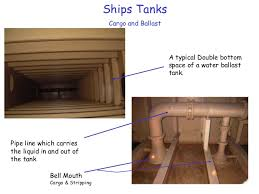 Ships Tanks
Cargo and Ballast
A typical Double bottom
space of a water ballast
tank
Pipe line which carries
the liquid in and out of
the tank
Bell Mouth
Cargo & Stripping